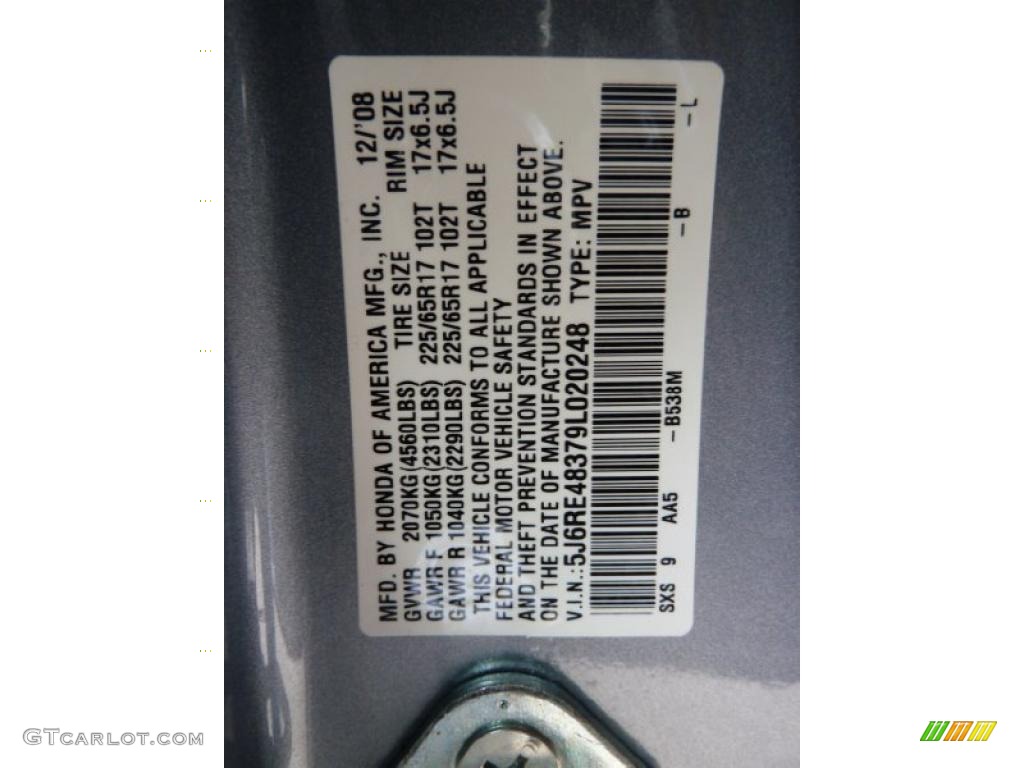 MFD. BY HONDA OF AMERICA MFG., INC. 12/'08
GVWR 2070KG(4560LBS) TIRE SIZE RIM SIZE
GAWR F 1050KG(2310LBS) 225/65R17 102T 17x6.5J
GAWR R 1040KG(2290LBS) 225/65R17 102T 17x6.5J
THIS VEHICLE CONFORMS TO ALL APPLICABLE
FEDERAL MOTOR VEHICLE SAFETY
AND THEFT PREVENTION STANDARDS IN EFFECT
ON THE DATE OF MANUFACTURE SHOWN ABOVE.
V.I.N.:5J6RE48379L020248 TYPE: MPV
SXS 9 AA5 -B538M -B -L
GTCARLOT.COM